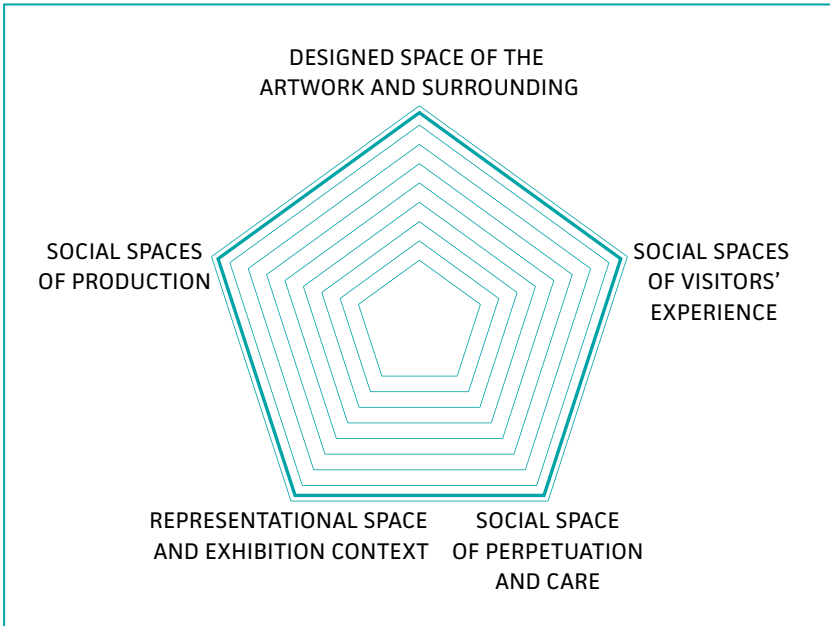 DESIGNED SPACE OF THE
ARTWORK AND SURROUNDING
SOCIAL SPACES
OF PRODUCTION
SOCIAL SPACES
OF VISITORS’
EXPERIENCE
REPRESENTATIONAL SPACE
AND EXHIBITION CONTEXT
SOCIAL SPACE
OF PERPETUATION
AND CARE